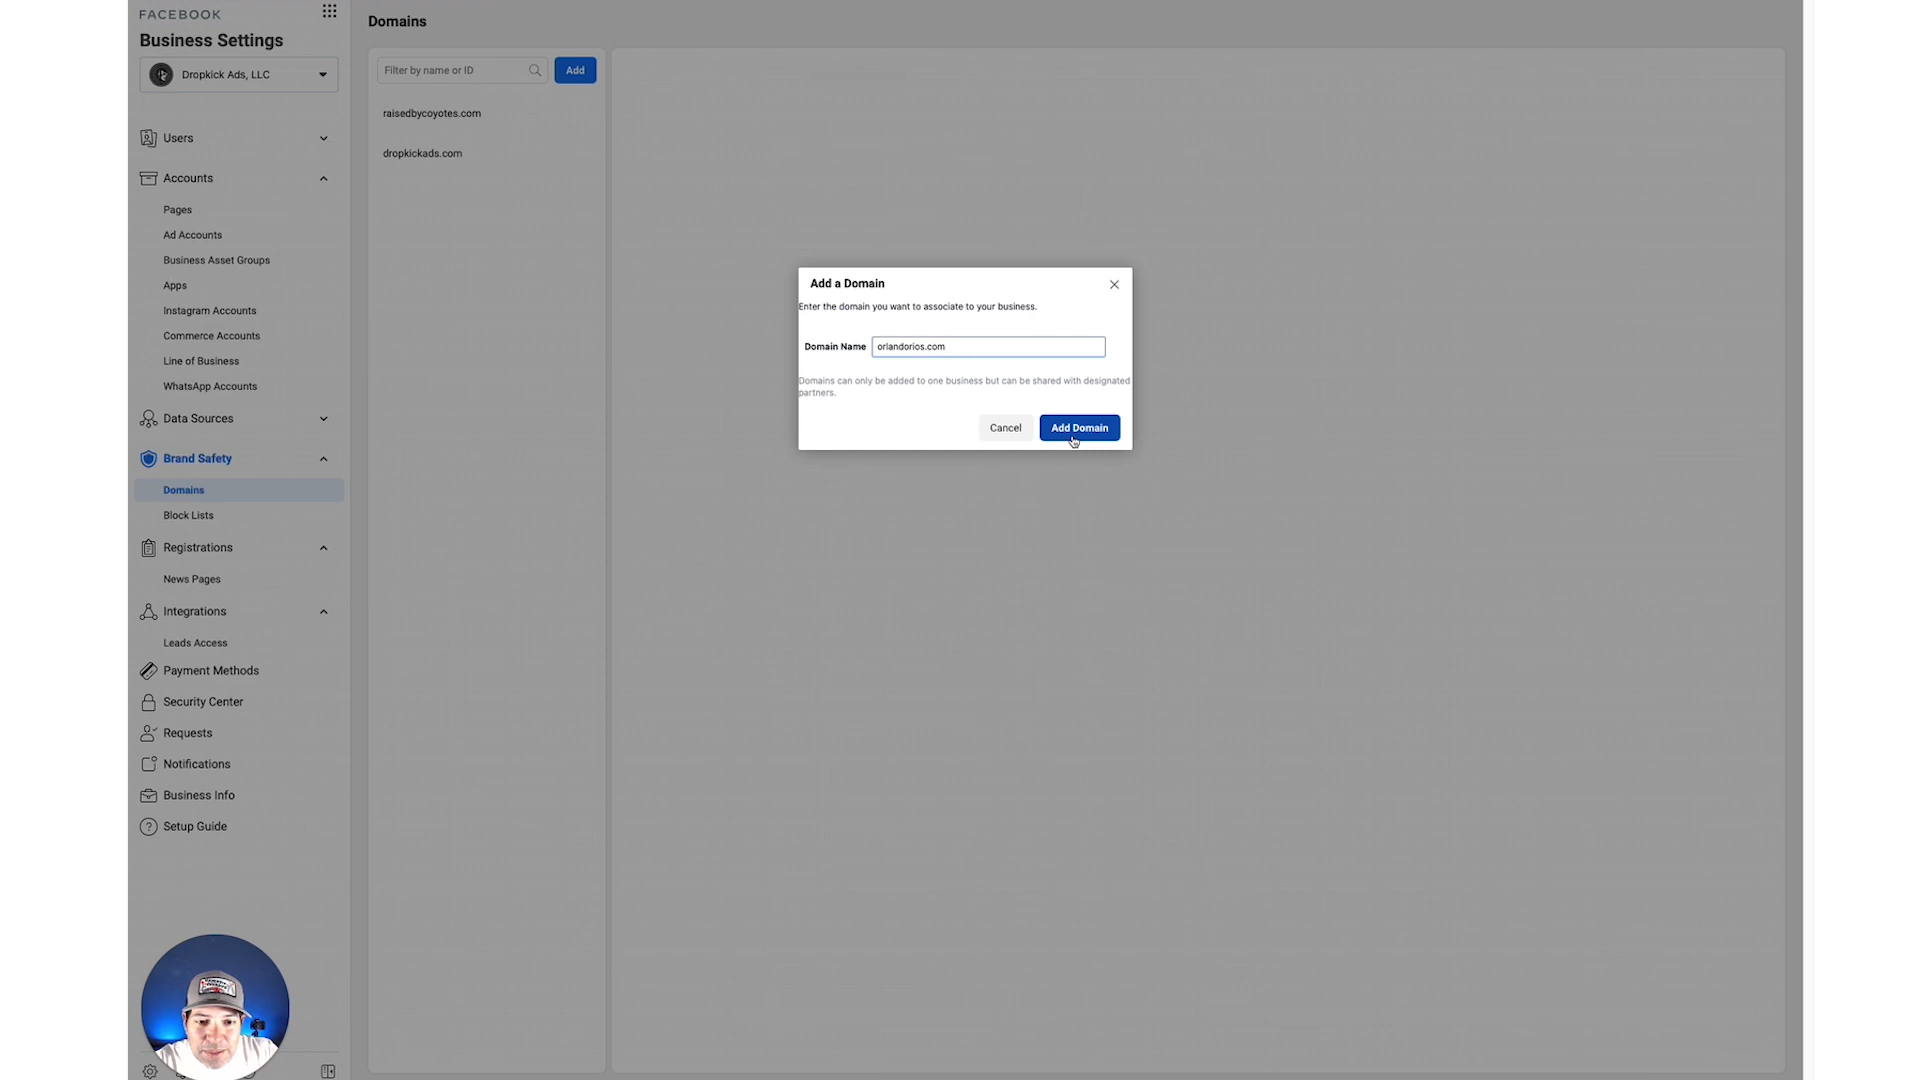 FACEBOOK
Business Settings
Dropkick Ads, LLC
Users
Accounts
Pages
Ad Accounts
Business Asset Groups
Apps
Instagram Accounts
Commerce Accounts
Line of Business
WhatsApp Accounts
Data Sources
Brand Safety
Domains
Block Lists
Registrations
News Pages
Integrations
Leads Access
Payment Methods
Security Center
Requests
Notifications
Business Info
Setup Guide
Domains
Filter by name or ID
Add
raisedbycoyotes.com
dropkickads.com
Add a Domain
Enter the domain you want to associate to your business.
Domain Name orlandorios.com
Domains can only be added to one business but can be shared with designated
partners.
Cancel
Add Domain